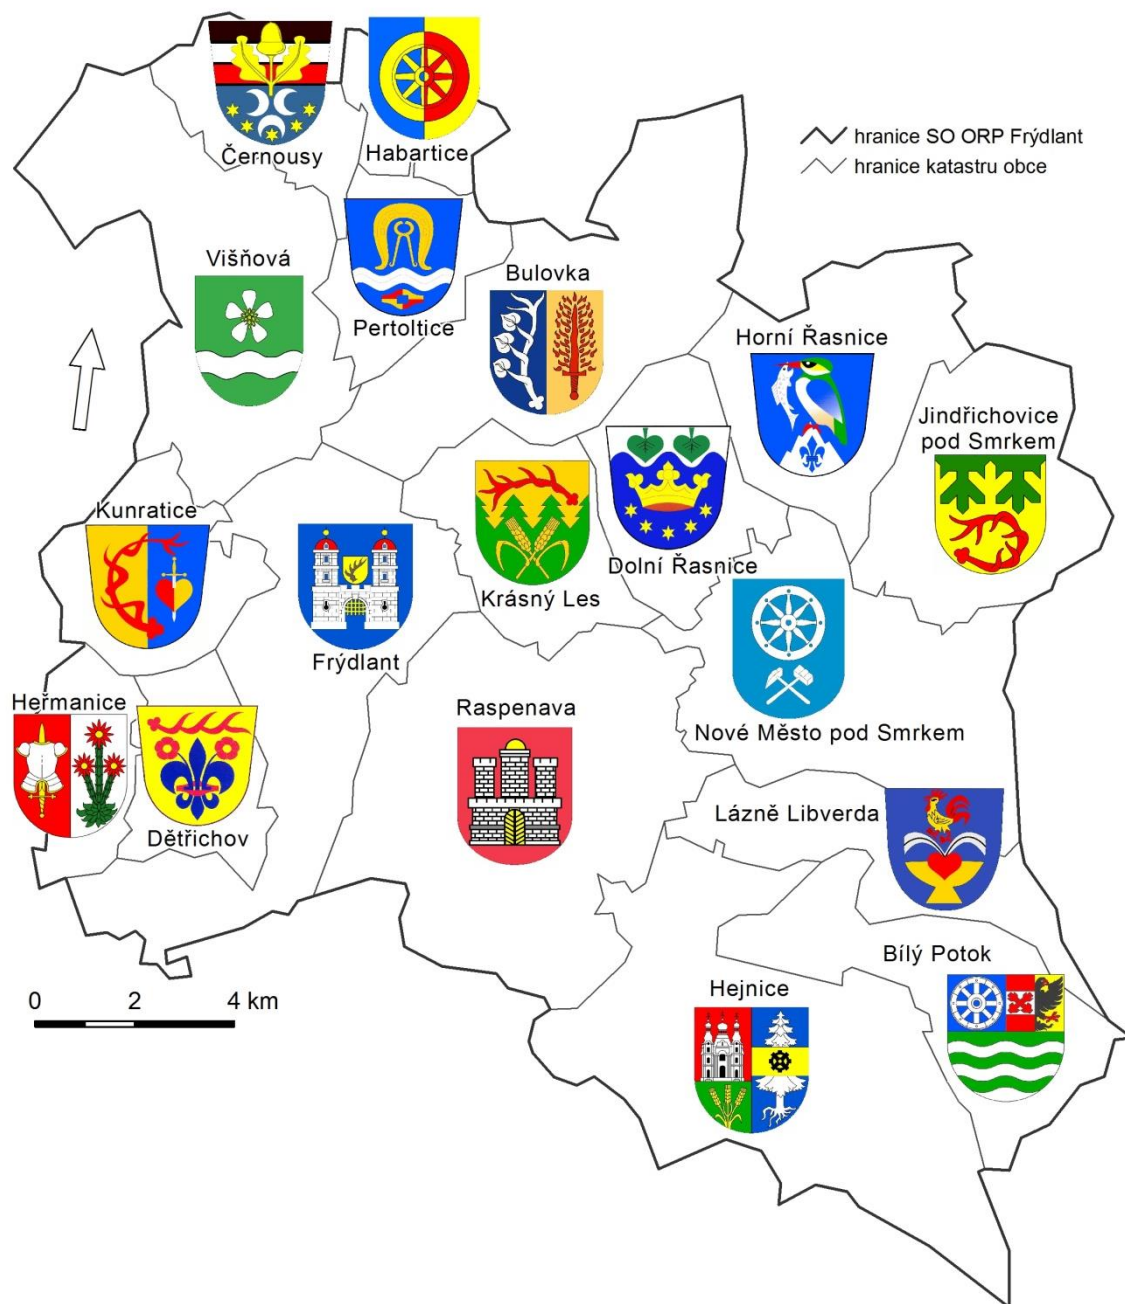 hranice SO ORP Frýdlant
hranice katastru obce
Černousy
Habartice
Višňová
Pertoltice
Bulovka
Horní Řasnice
Jindřichovice
pod Smrkem
Kunratice
Frýdlant
Krásný Les
Dolní Řasnice
Heřmanice
Dětřichov
Raspenava
Nové Město pod Smrkem
Lázně Libverda
Bílý Potok
Hejnice
0 2 4 km